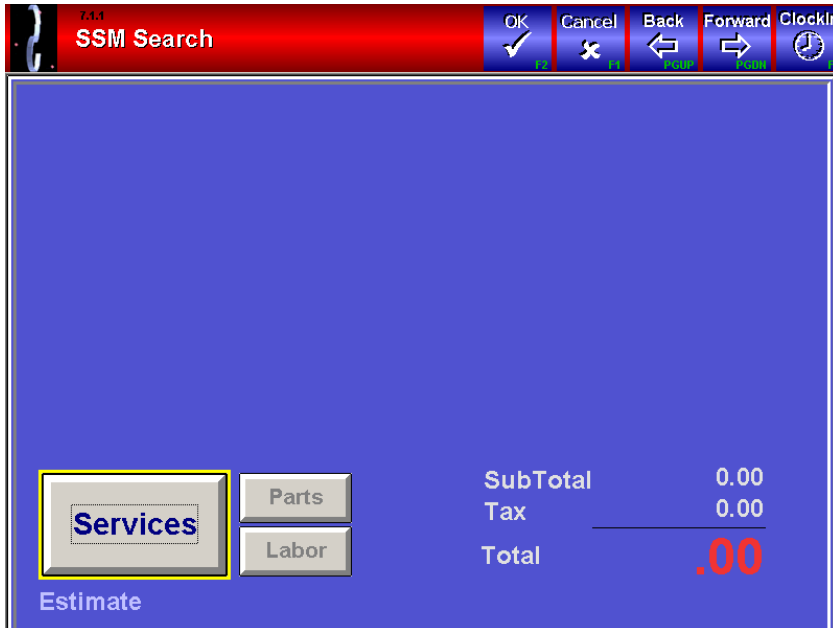 7.1.1
SSM Search
OK
F2
Cancel
F1
Back
PGUP
Forward
PGDN
ClockIn
SubTotal 0.00
Tax 0.00
Total .00
Services
Parts
Labor
Estimate